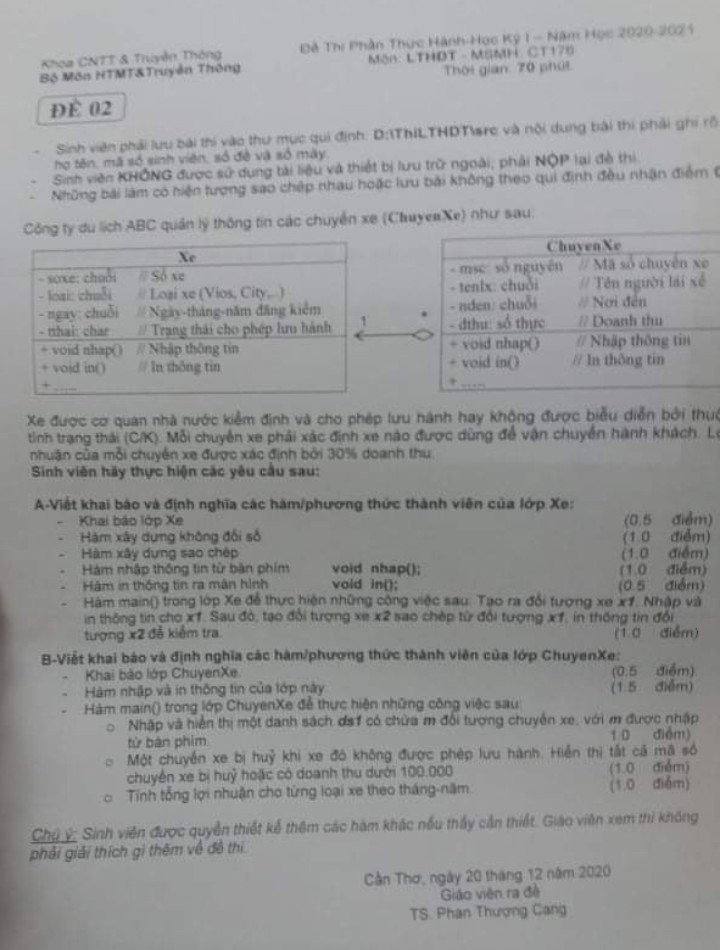 Khoa CNTT & Truyền Thông
Bộ Môn HTMT&Truyền Thông
Đề Thi Phần Thực Hành-Học Kỳ I – Năm Học 2020-2021
Môn: LTHĐT - MSMH: CT176
Thời gian: 70 phút.
ĐỀ 02
- Sinh viên phải lưu bài thi vào thư mục qui định: D:\ThiLTHDT\src và nội dung bài thi phải ghi rõ
họ tên, mã số sinh viên, số đề và số máy.
- Sinh viên KHÔNG được sử dụng tài liệu và thiết bị lưu trữ ngoài; phải NỘP lại đề thi.
- Những bài làm có hiện tượng sao chép nhau hoặc lưu bài không theo qui định đều nhận điểm
Công ty du lịch ABC quản lý thông tin các chuyến xe (ChuyenXe) như sau:
Xe
- soxe: chuỗi // Số xe
- loai: chuỗi // Loại xe (Vios, City,..)
- ngay: chuỗi // Ngày-tháng-năm đăng kiểm
- tthai: char // Trạng thái cho phép lưu hành
+ void nhap() // Nhập thông tin
+ void in() // In thông tin
+ .....
1 *
ChuyenXe
- msc: số nguyên // Mã số chuyến xe
- tenlx: chuỗi // Tên người lái xe
- nden: chuỗi // Nơi đến
- dthu: số thực // Doanh thu
+ void nhap() // Nhập thông tin
+ void in() // In thông tin
+ .....
Xe được cơ quan nhà nước kiểm định và cho phép lưu hành hay không được biểu diễn bởi
tính trạng thái (C/K). Mỗi chuyến xe phải xác định xe nào được dùng để vận chuyển hành khách.
nhuận của mỗi chuyến xe được xác định bởi 30% doanh thu.
Sinh viên hãy thực hiện các yêu cầu sau:
A-Viết khai báo và định nghĩa các hàm/phương thức thành viên của lớp Xe:
- Khai báo lớp Xe (0.5 điểm)
- Hàm xây dựng không đối số (1.0 điểm)
- Hàm xây dựng sao chép (1.0 điểm)
- Hàm nhập thông tin từ bàn phím void nhap(); (1.0 điểm)
- Hàm in thông tin ra màn hình void in(); (0.5 điểm)
- Hàm main() trong lớp Xe để thực hiện những công việc sau: Tạo ra đối tượng xe x1. Nhập và
in thông tin cho x1. Sau đó, tạo đối tượng xe x2 sao chép từ đối tượng x1, in thông tin đối
tượng x2 để kiểm tra. (1.0 điểm)
B-Viết khai báo và định nghĩa các hàm/phương thức thành viên của lớp ChuyenXe:
- Khai báo lớp ChuyenXe. (0.5 điểm)
- Hàm nhập và in thông tin của lớp này. (1.5 điểm)
- Hàm main() trong lớp ChuyenXe để thực hiện những công việc sau:
o Nhập và hiển thị một danh sách ds1 có chứa m đối tượng chuyến xe, với m được nhập
từ bàn phím. 1.0 điểm)
o Một chuyến xe bị huỷ khi xe đó không được phép lưu hành. Hiển thị tất cả mã số
chuyến xe bị huỷ hoặc có doanh thu dưới 100.000 (1.0 điểm)
o Tính tổng lợi nhuận cho từng loại xe theo tháng-năm. (1.0 điểm)
Chú ý: Sinh viên được quyền thiết kế thêm các hàm khác nếu thấy cần thiết. Giáo viên xem thi không
phải giải thích gì thêm về đề thi.
Cần Thơ, ngày 20 tháng 12 năm 2020
Giáo viên ra đề
TS. Phan Thượng Cang